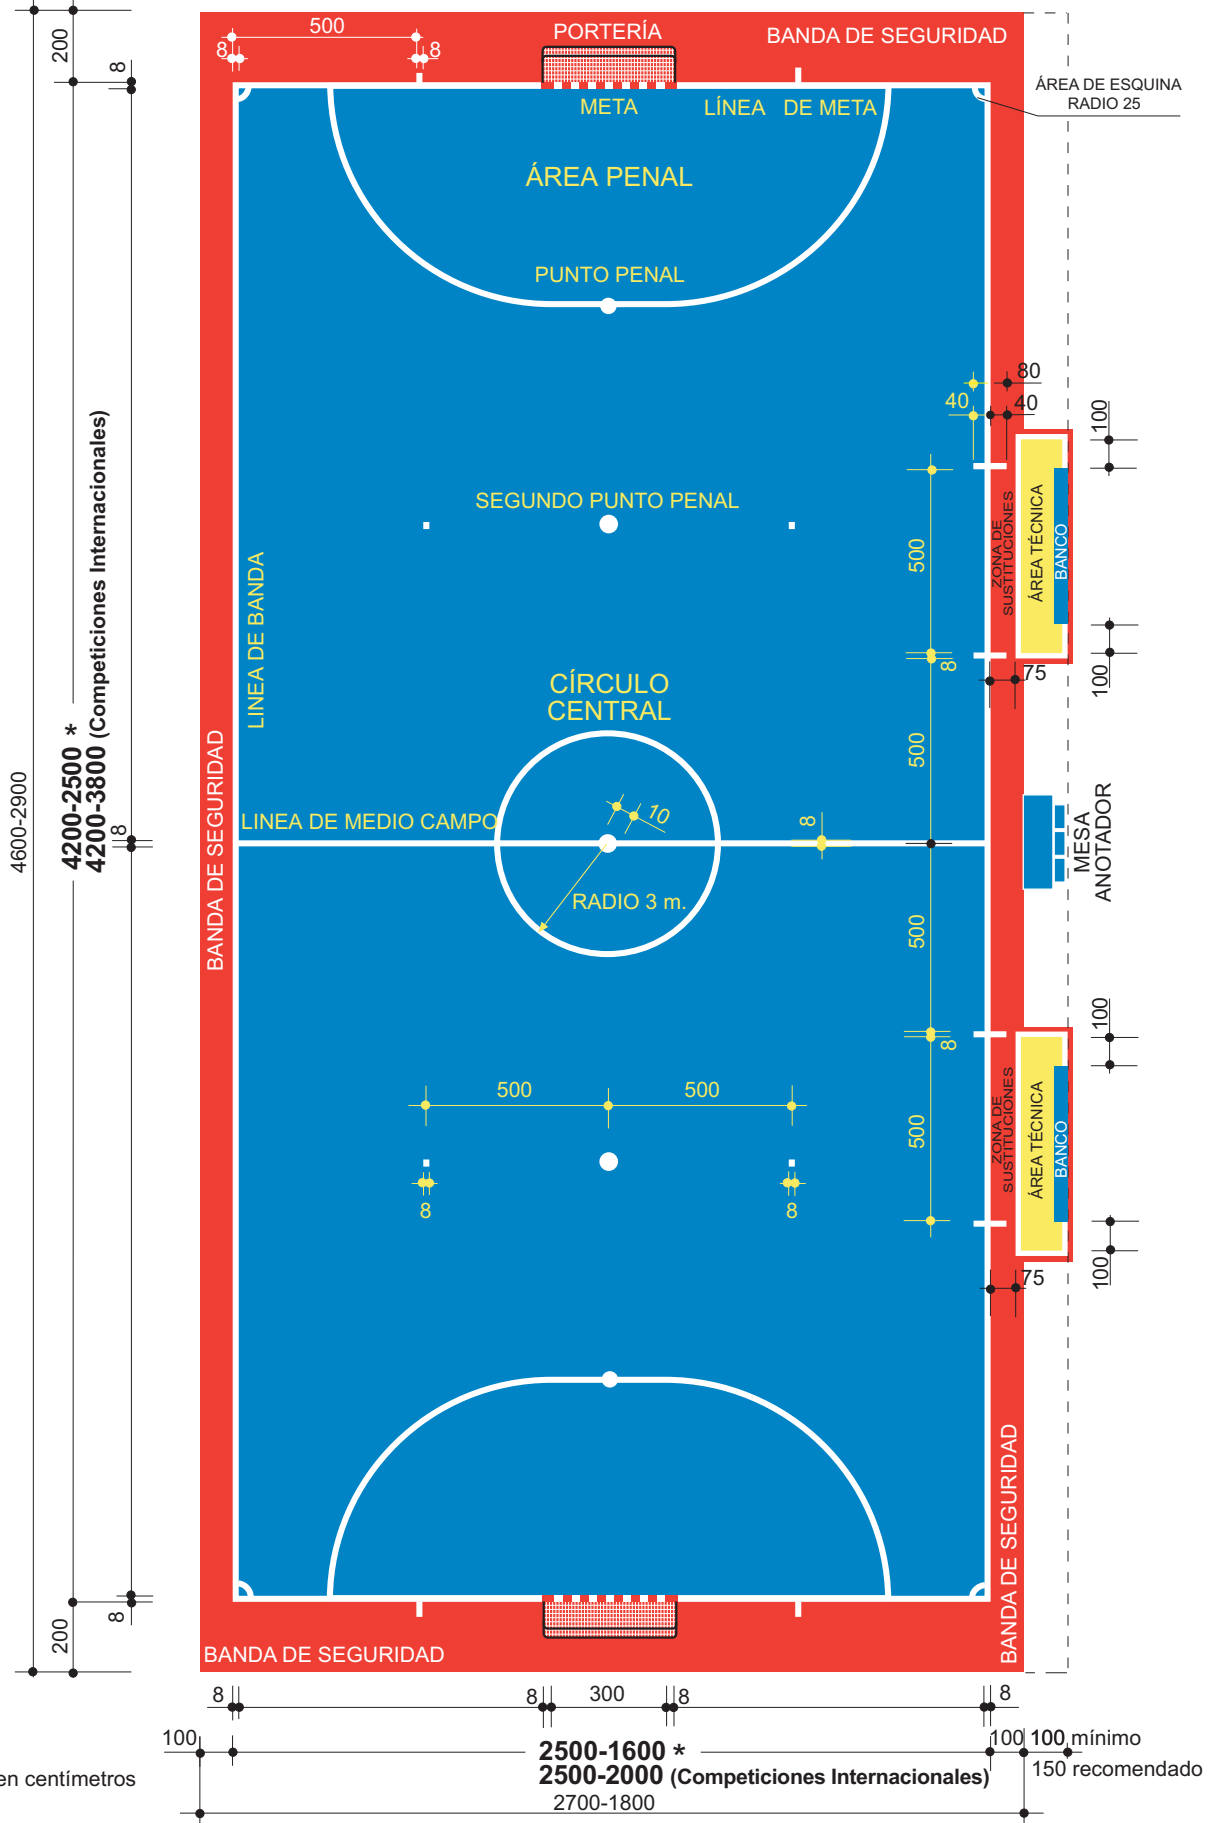 500
8
8
PORTERÍA
BANDA DE SEGURIDAD
200
8
ÁREA DE ESQUINA
RADIO 25
META
LÍNEA DE META
ÁREA PENAL
PUNTO PENAL
80
40
40
100
SEGUNDO PUNTO PENAL
500
ZONA DE
SUSTITUCIONES
ÁREA TÉCNICA
BANCO
LINEA DE BANDA
8
75
100
CÍRCULO
CENTRAL
500
BANDA DE SEGURIDAD
4600-2900
4200-2500 *
4200-3800 (Competiciones Internacionales)
8
LINEA DE MEDIO CAMPO
10
8
MESA
ANOTADOR
RADIO 3 m.
500
100
8
500
500
500
ZONA DE
SUSTITUCIONES
ÁREA TÉCNICA
BANCO
8
8
100
75
BANDA DE SEGURIDAD
200
8
BANDA DE SEGURIDAD
8
8
300
8
8
100
2500-1600 *
100
100 mínimo
2500-2000 (Competiciones Internacionales)
150 recomendado
en centímetros
2700-1800